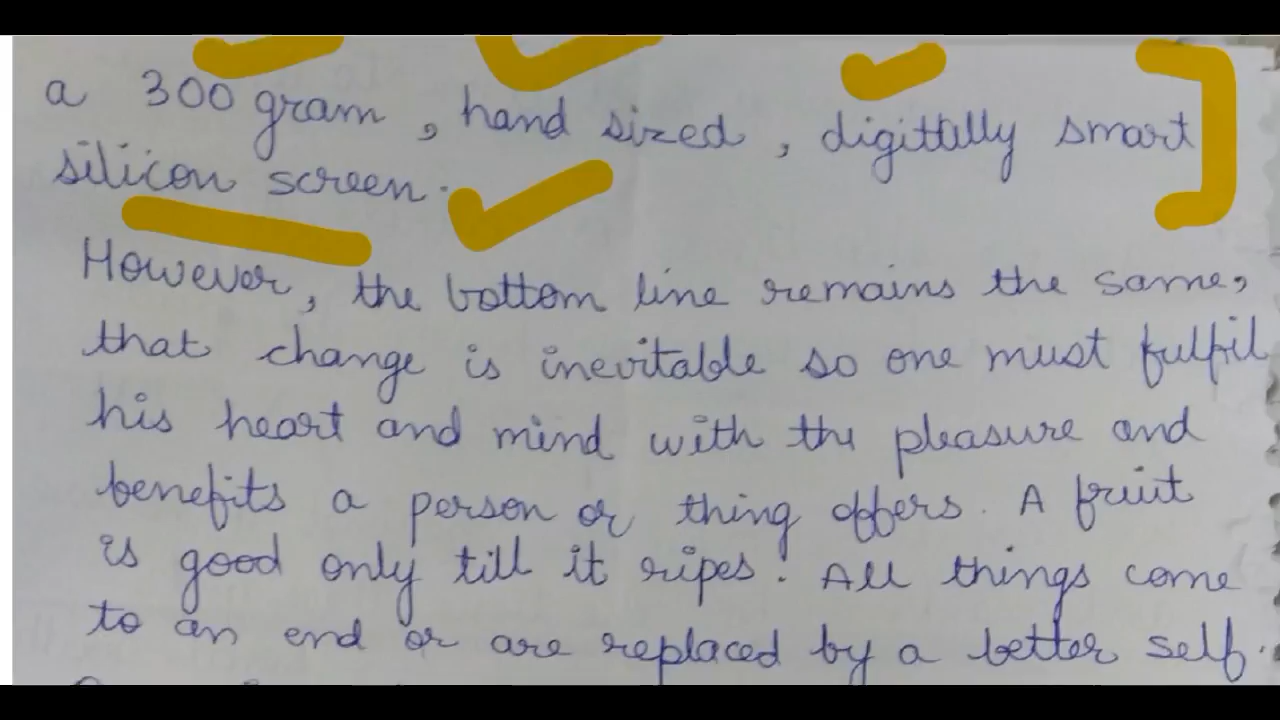 a 300 gram, hand sized, digittlly smart
silicon screen.
However, the bottom line remains the same,
that change is inevitable so one must fulfil
his heart and mind with the pleasure and
benefits a person or thing offers. A fruit
is good only till it ripes! All things come
to an end or are replaced by a better self.